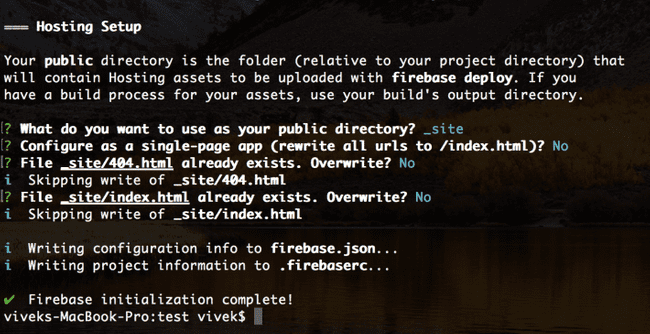 === Hosting Setup
Your public directory is the folder (relative to your project directory) that
will contain Hosting assets to be uploaded with firebase deploy. If you
have a build process for your assets, use your build's output directory.
? What do you want to use as your public directory? _site
? Configure as a single-page app (rewrite all urls to /index.html)? No
? File _site/404.html already exists. Overwrite? No
i  Skipping write of _site/404.html
? File _site/index.html already exists. Overwrite? No
i  Skipping write of _site/index.html
i  Writing configuration info to firebase.json...
i  Writing project information to .firebaserc...
✔  Firebase initialization complete!
viveks-MacBook-Pro:test vivek$